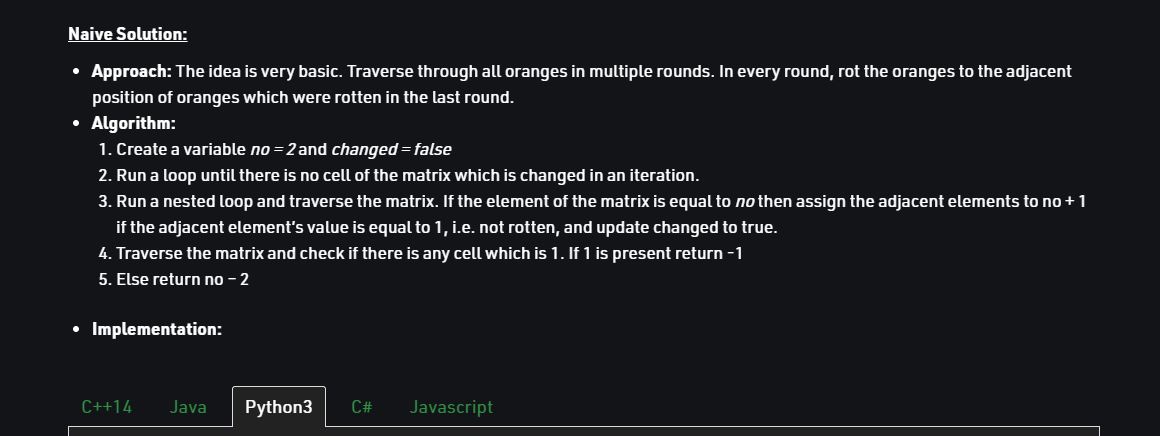 Naive Solution:
• Approach: The idea is very basic. Traverse through all oranges in multiple rounds. In every round, rot the oranges to the adjacent
position of oranges which were rotten in the last round.
• Algorithm:
1. Create a variable no = 2 and changed = false
2. Run a loop until there is no cell of the matrix which is changed in an iteration.
3. Run a nested loop and traverse the matrix. If the element of the matrix is equal to no then assign the adjacent elements to no + 1
if the adjacent element's value is equal to 1, i.e. not rotten, and update changed to true.
4. Traverse the matrix and check if there is any cell which is 1. If 1 is present return -1
5. Else return no – 2
• Implementation:
C++14 Java Python3 C# Javascript